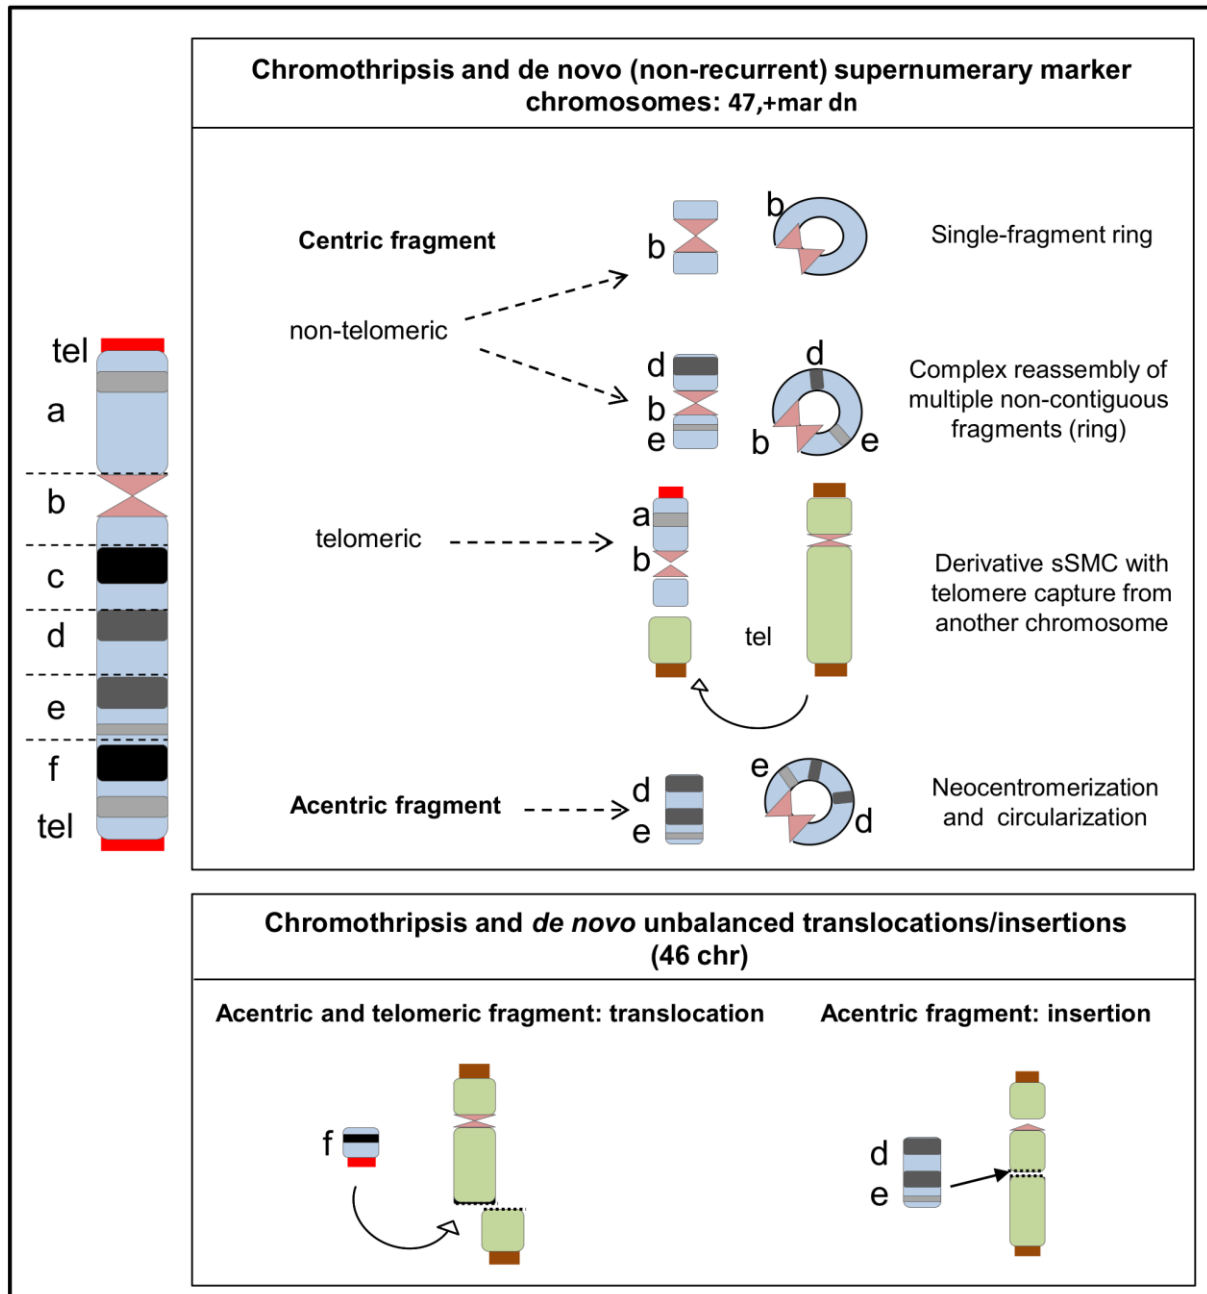 Chromothripsis and de novo (non-recurrent) supernumerary marker
chromosomes: 47,+mar dn
tel
a
b
c
d
e
f
tel
Centric fragment
non-telomeric
b
b
Single-fragment ring
d
b
e
d
b
e
Complex reassembly of
multiple non-contiguous
fragments (ring)
telomeric
a
b
tel
Derivative sSMC with
telomere capture from
another chromosome
Acentric fragment
d
e
e
d
Neocentromerization
and circularization
Chromothripsis and de novo unbalanced translocations/insertions
(46 chr)
Acentric and telomeric fragment: translocation
f
Acentric fragment: insertion
d
e